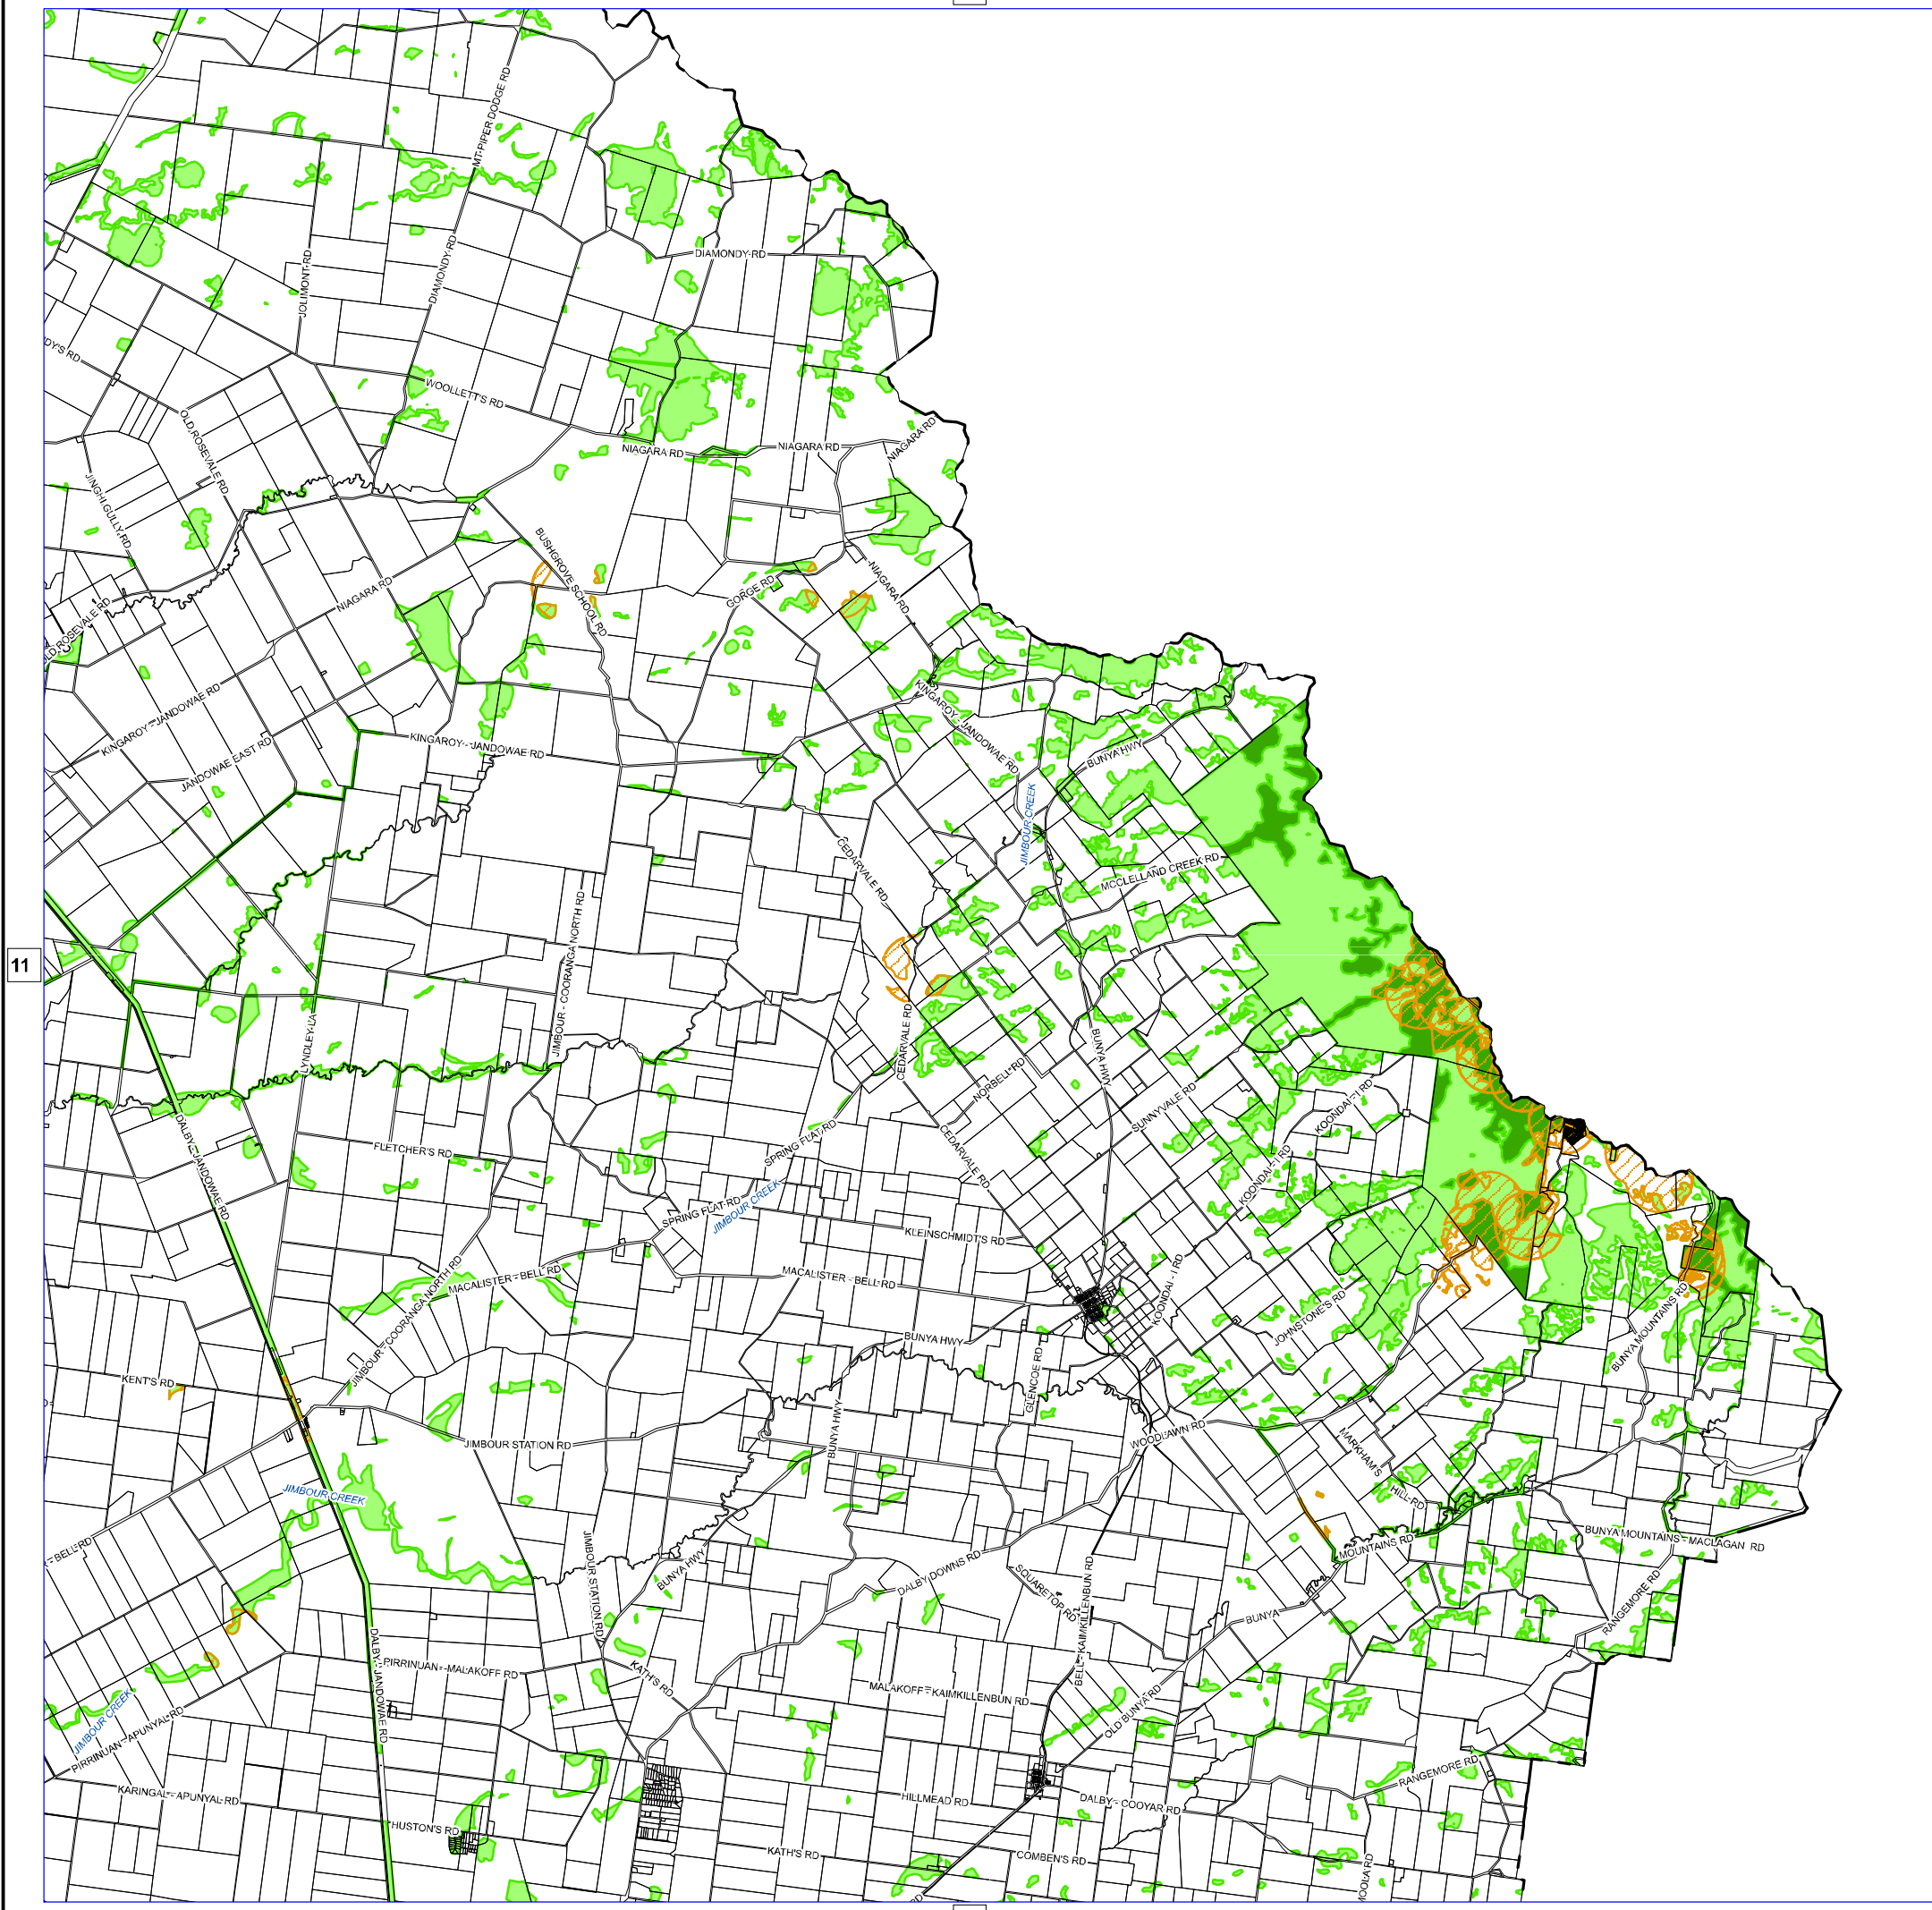 MT PIPER DODGE RD
DIAMONDY RD
DIAMONDY RD
JOLIMONT RD
DY'S RD
WOOLLETT'S RD
OLD ROSEVALE RD
NIAGARA RD
NIAGARA RD
NIAGARA RD
JINGHI GULLY RD
BUSHGROVE SCHOOL RD
NIAGARA RD
GORGE RD
NIAGARA RD
OLD ROSEVALE RD
KINGAROY - JANDOWAE RD
KINGAROY - JANDOWAE RD
KINGAROY - JANDOWAE RD
JANDOWAE EAST RD
BUNYA HWY
JIMBOUR CREEK
CEDARVALE RD
MCCLELLAND CREEK RD
JIMBOUR - COORANGA NORTH RD
11
LYNDLEY LA
CEDARVALE RD
BUNYA HWY
NORBELL RD
SUNNYVALE RD
KOONDAI - I RD
DALBY - JANDOWAE RD
FLETCHER'S RD
SPRING FLAT RD
CEDARVALE RD
KOONDAI - I RD
SPRING FLAT RD
JIMBOUR CREEK
KLEINSCHMIDT'S RD
MACALISTER - BELL RD
MACALISTER - BELL RD
JIMBOUR - COORANGA NORTH RD
KOONDAI - I RD
JOHNSTONE'S RD
BUNYA MOUNTAINS RD
BUNYA HWY
GLENCOE RD
KENT'S RD
BUNYA HWY
JIMBOUR STATION RD
WOODLAWN RD
MARKHAM'S
HILL RD
JIMBOUR CREEK
- BELL RD
JIMBOUR STATION RD
BUNYA HWY
DALBY DOWNS RD
SQUARETOP RD
BELL - KAIMKILLENBUN RD
MOUNTAINS RD
BUNYA MOUNTAINS - MACLAGAN RD
BUNYA
RANGEMORE RD
DALBY - JANDOWAE RD
PIRRINUAN - MALAKOFF RD
KATH'S RD
MALAKOFF - KAIMKILLENBUN RD
OLD BUNYA RD
JIMBOUR CREEK
PIRRINUAN - APUNYAL RD
KARINGAL - APUNYAL RD
HILLMEAD RD
DALBY - COOYAR RD
RANGEMORE RD
HUSTON'S RD
KATH'S RD
COMBEN'S RD
MOOLA RD